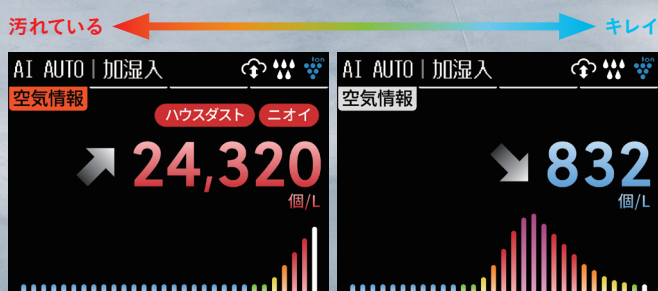 汚れている
キレイ
AI AUTO | 加湿入
ion
空気情報
ハウスダスト
ニオイ
24,320
個/L
AI AUTO | 加湿入
ion
空気情報
832
個/L